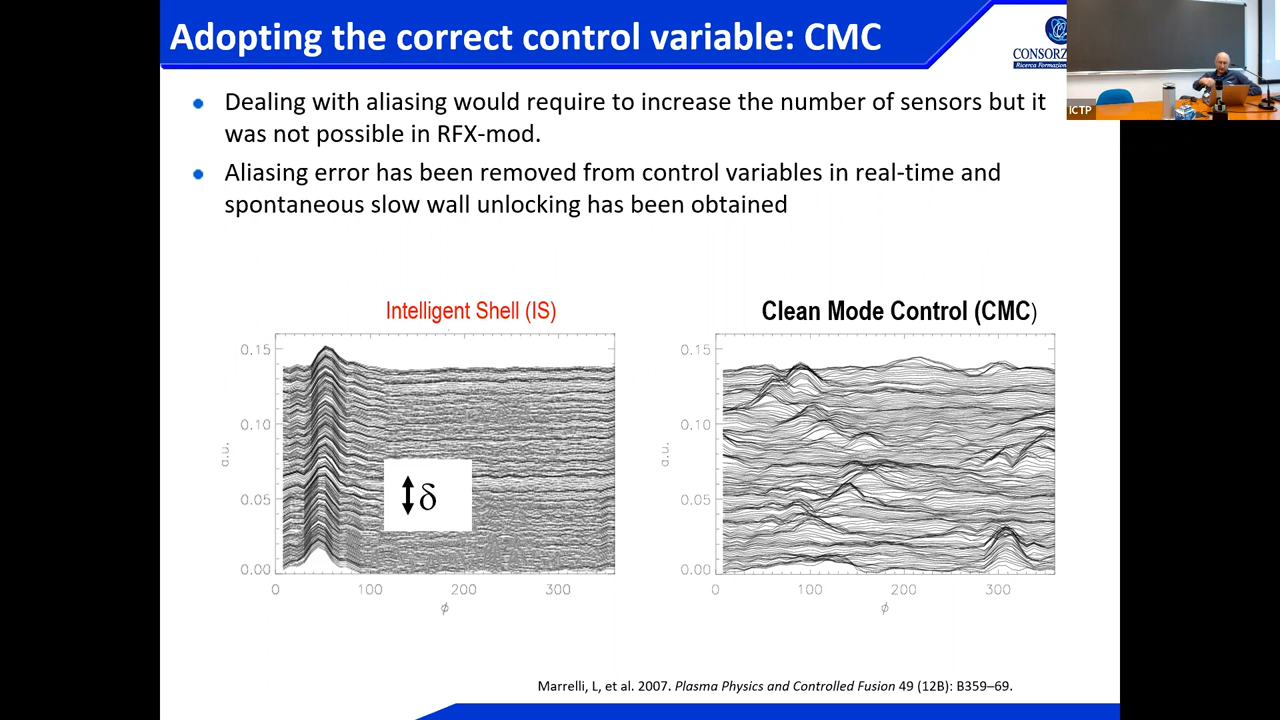 Adopting the correct control variable: CMC
CONSORZ
Ricerca Formazion
ICTP
Dealing with aliasing would require to increase the number of sensors but it
was not possible in RFX-mod.
Aliasing error has been removed from control variables in real-time and
spontaneous slow wall unlocking has been obtained
Intelligent Shell (IS)
0.15
0.10
0.05
0.00
a.u.
δ
0
100
200
300
ϕ
Clean Mode Control (CMC)
0.15
0.10
0.05
0.00
a.u.
0
100
200
300
ϕ
Marrelli, L, et al. 2007. Plasma Physics and Controlled Fusion 49 (12B): B359–69.